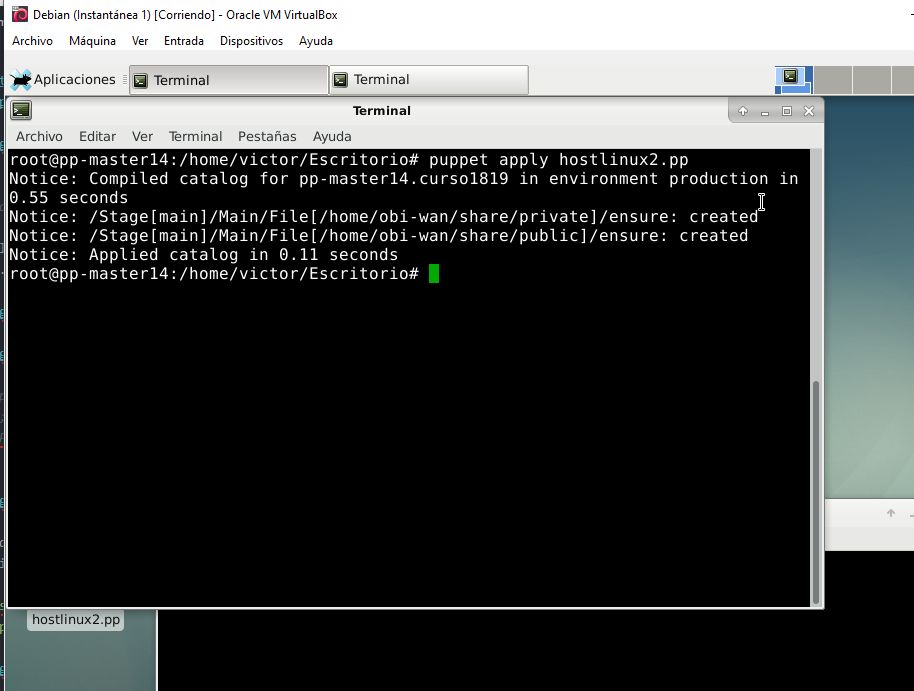 Debian (Instantánea 1) [Corriendo] - Oracle VM VirtualBox
Archivo Máquina Ver Entrada Dispositivos Ayuda
Aplicaciones Terminal Terminal
Terminal
Archivo Editar Ver Terminal Pestañas Ayuda
root@pp-master14:/home/victor/Escritorio# puppet apply hostlinux2.pp
Notice: Compiled catalog for pp-master14.curso1819 in environment production in
0.55 seconds
Notice: /Stage[main]/Main/File[/home/obi-wan/share/private]/ensure: created
Notice: /Stage[main]/Main/File[/home/obi-wan/share/public]/ensure: created
Notice: Applied catalog in 0.11 seconds
root@pp-master14:/home/victor/Escritorio#
hostlinux2.pp